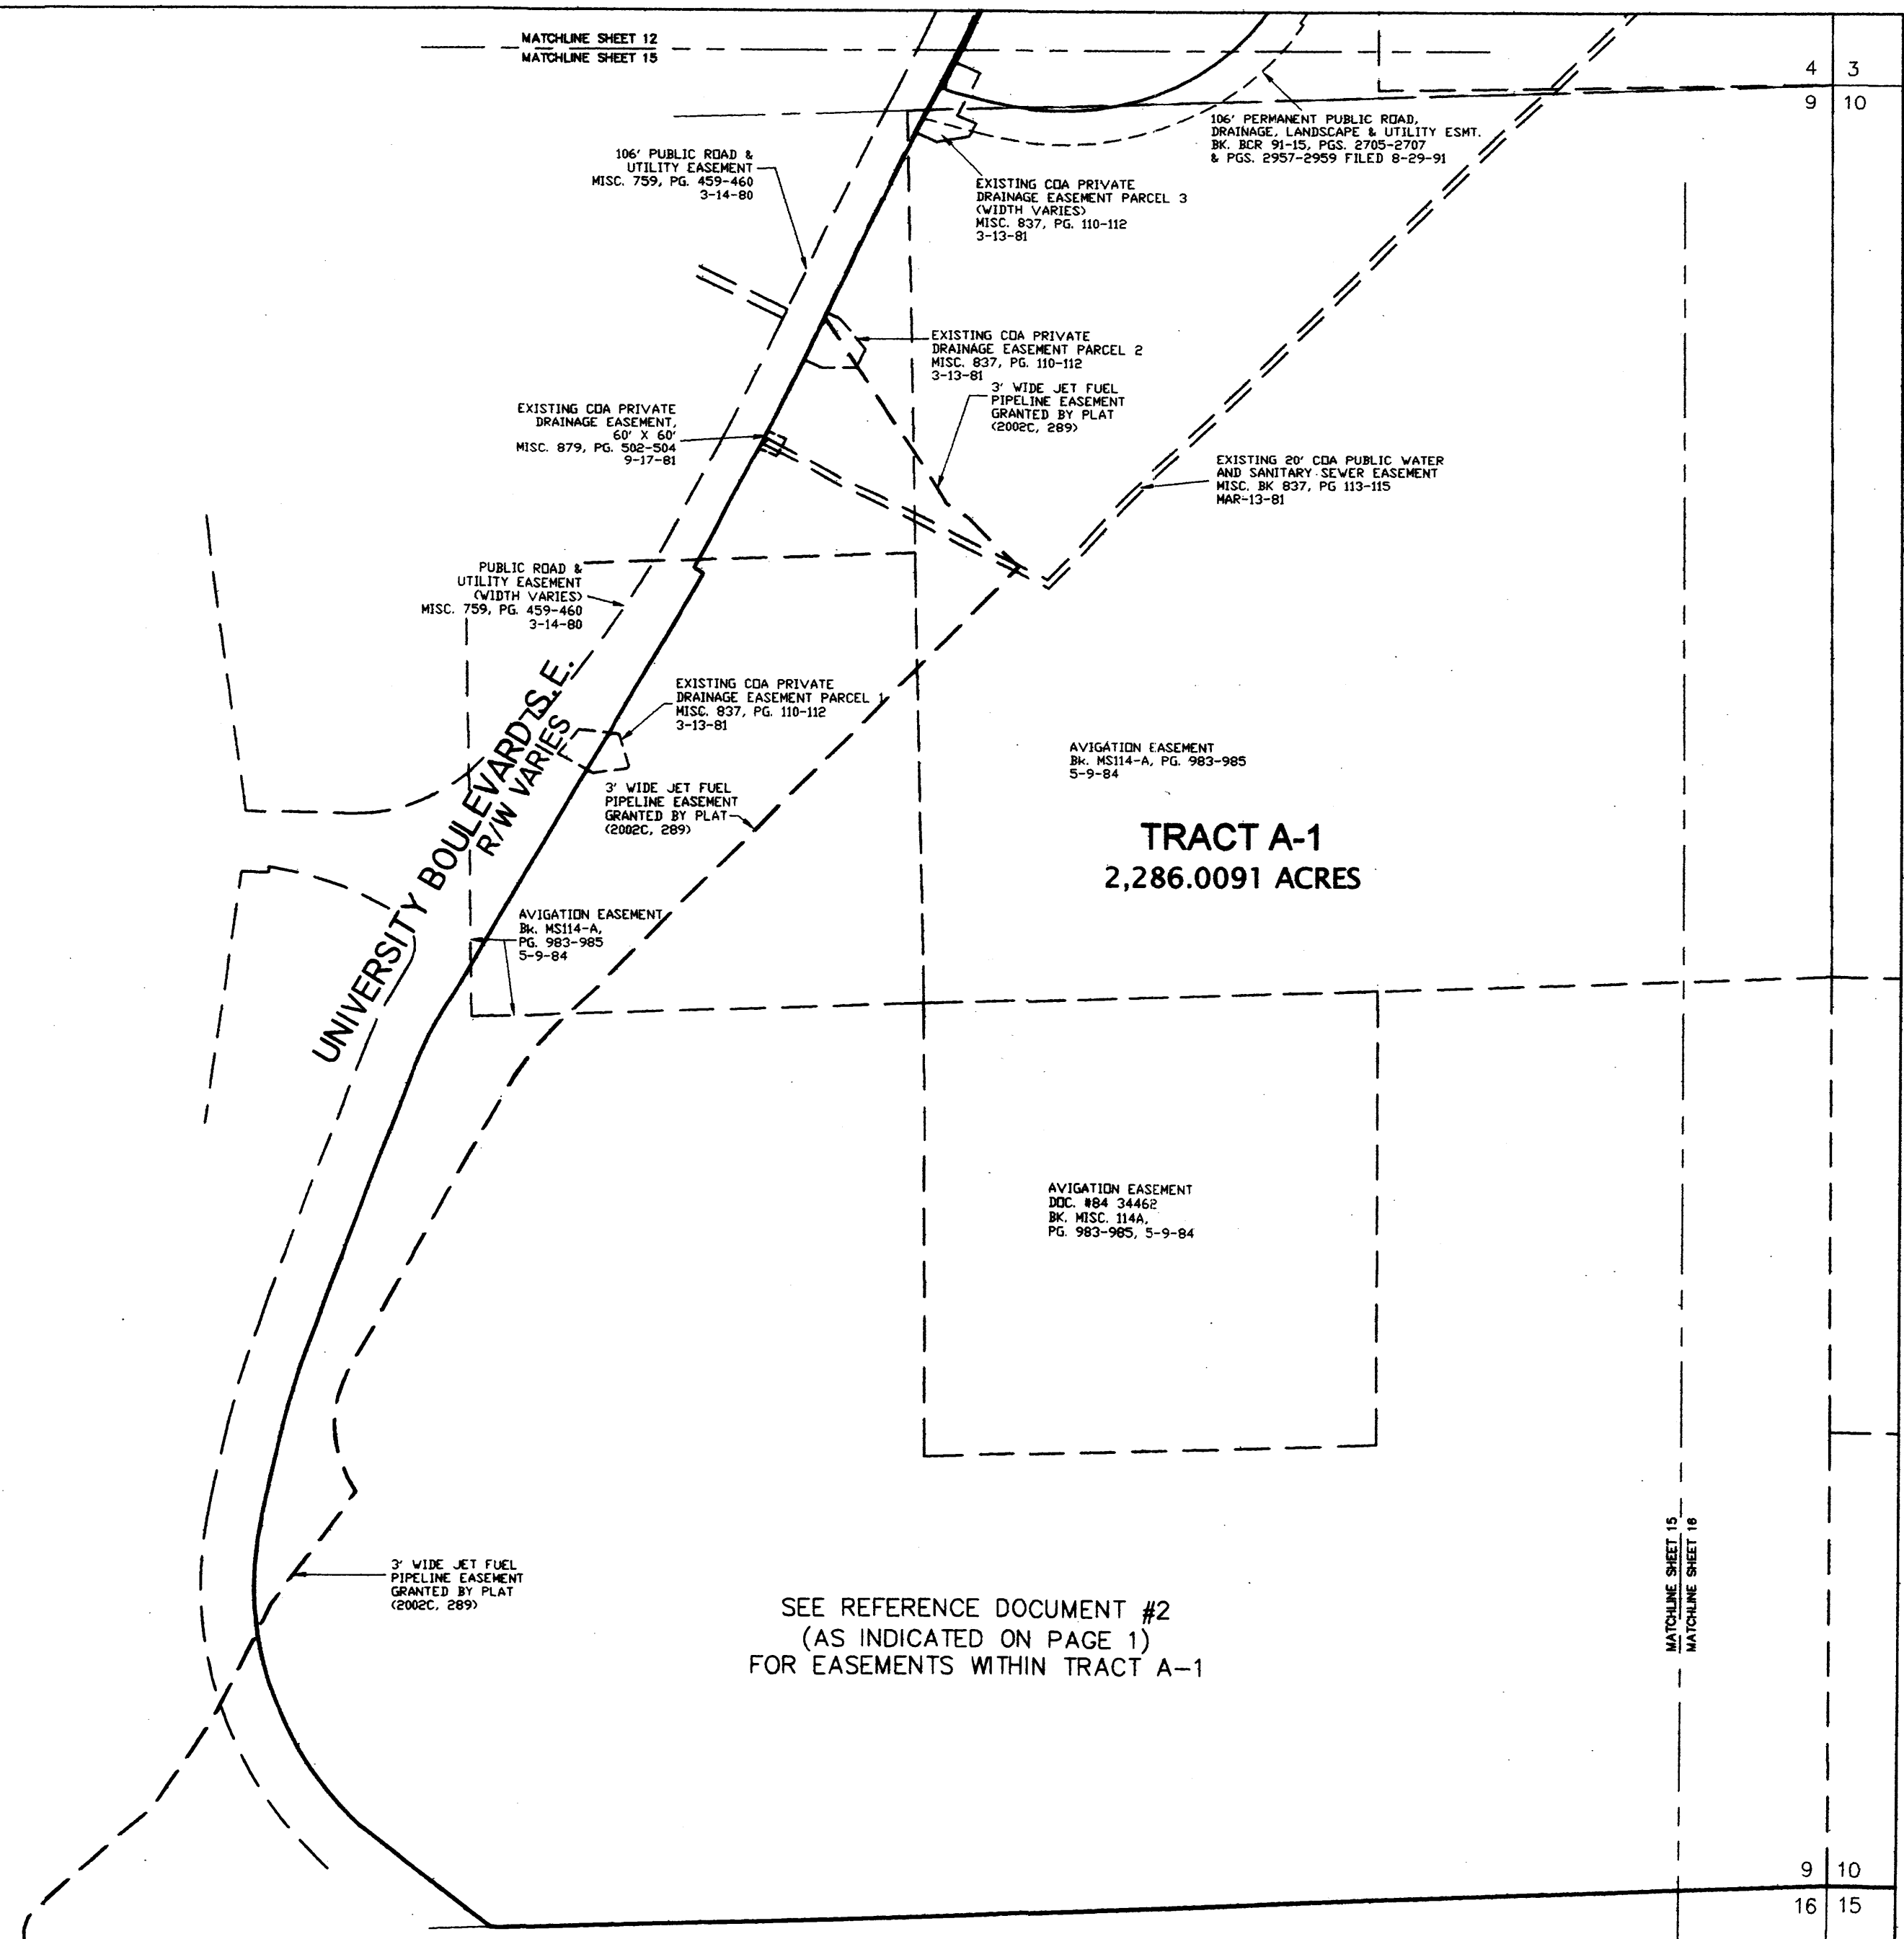 MATCHLINE SHEET 12
MATCHLINE SHEET 15
4 3
9 10
106' PERMANENT PUBLIC ROAD,
DRAINAGE, LANDSCAPE & UTILITY ESMT.
BK. BCR 91-15, PGS. 2705-2707
& PGS. 2957-2959 FILED 8-29-91
106' PUBLIC ROAD &
UTILITY EASEMENT
MISC. 759, PG. 459-460
3-14-80
EXISTING COA PRIVATE
DRAINAGE EASEMENT PARCEL 3
(WIDTH VARIES)
MISC. 837, PG. 110-112
3-13-81
EXISTING COA PRIVATE
DRAINAGE EASEMENT PARCEL 2
MISC. 837, PG. 110-112
3-13-81
3' WIDE JET FUEL
PIPELINE EASEMENT
GRANTED BY PLAT
(2002C, 289)
EXISTING COA PRIVATE
DRAINAGE EASEMENT,
60' X 60'
MISC. 879, PG. 502-504
9-17-81
EXISTING 20' COA PUBLIC WATER
AND SANITARY SEWER EASEMENT
MISC. BK 837, PG 113-115
MAR-13-81
PUBLIC ROAD &
UTILITY EASEMENT
(WIDTH VARIES)
MISC. 759, PG. 459-460
3-14-80
EXISTING COA PRIVATE
DRAINAGE EASEMENT PARCEL 1
MISC. 837, PG. 110-112
3-13-81
UNIVERSITY BOULEVARD S.E.
R/W VARIES
3' WIDE JET FUEL
PIPELINE EASEMENT
GRANTED BY PLAT
(2002C, 289)
AVIGATION EASEMENT
Bk. MS114-A, PG. 983-985
5-9-84
TRACT A-1
2,286.0091 ACRES
AVIGATION EASEMENT
Bk. MS114-A,
PG. 983-985
5-9-84
AVIGATION EASEMENT
DOC. #84 34462
BK. MISC. 114A,
PG. 983-985, 5-9-84
3' WIDE JET FUEL
PIPELINE EASEMENT
GRANTED BY PLAT
(2002C, 289)
SEE REFERENCE DOCUMENT #2
(AS INDICATED ON PAGE 1)
FOR EASEMENTS WITHIN TRACT A-1
MATCHLINE SHEET 15
MATCHLINE SHEET 16
9 10
16 15